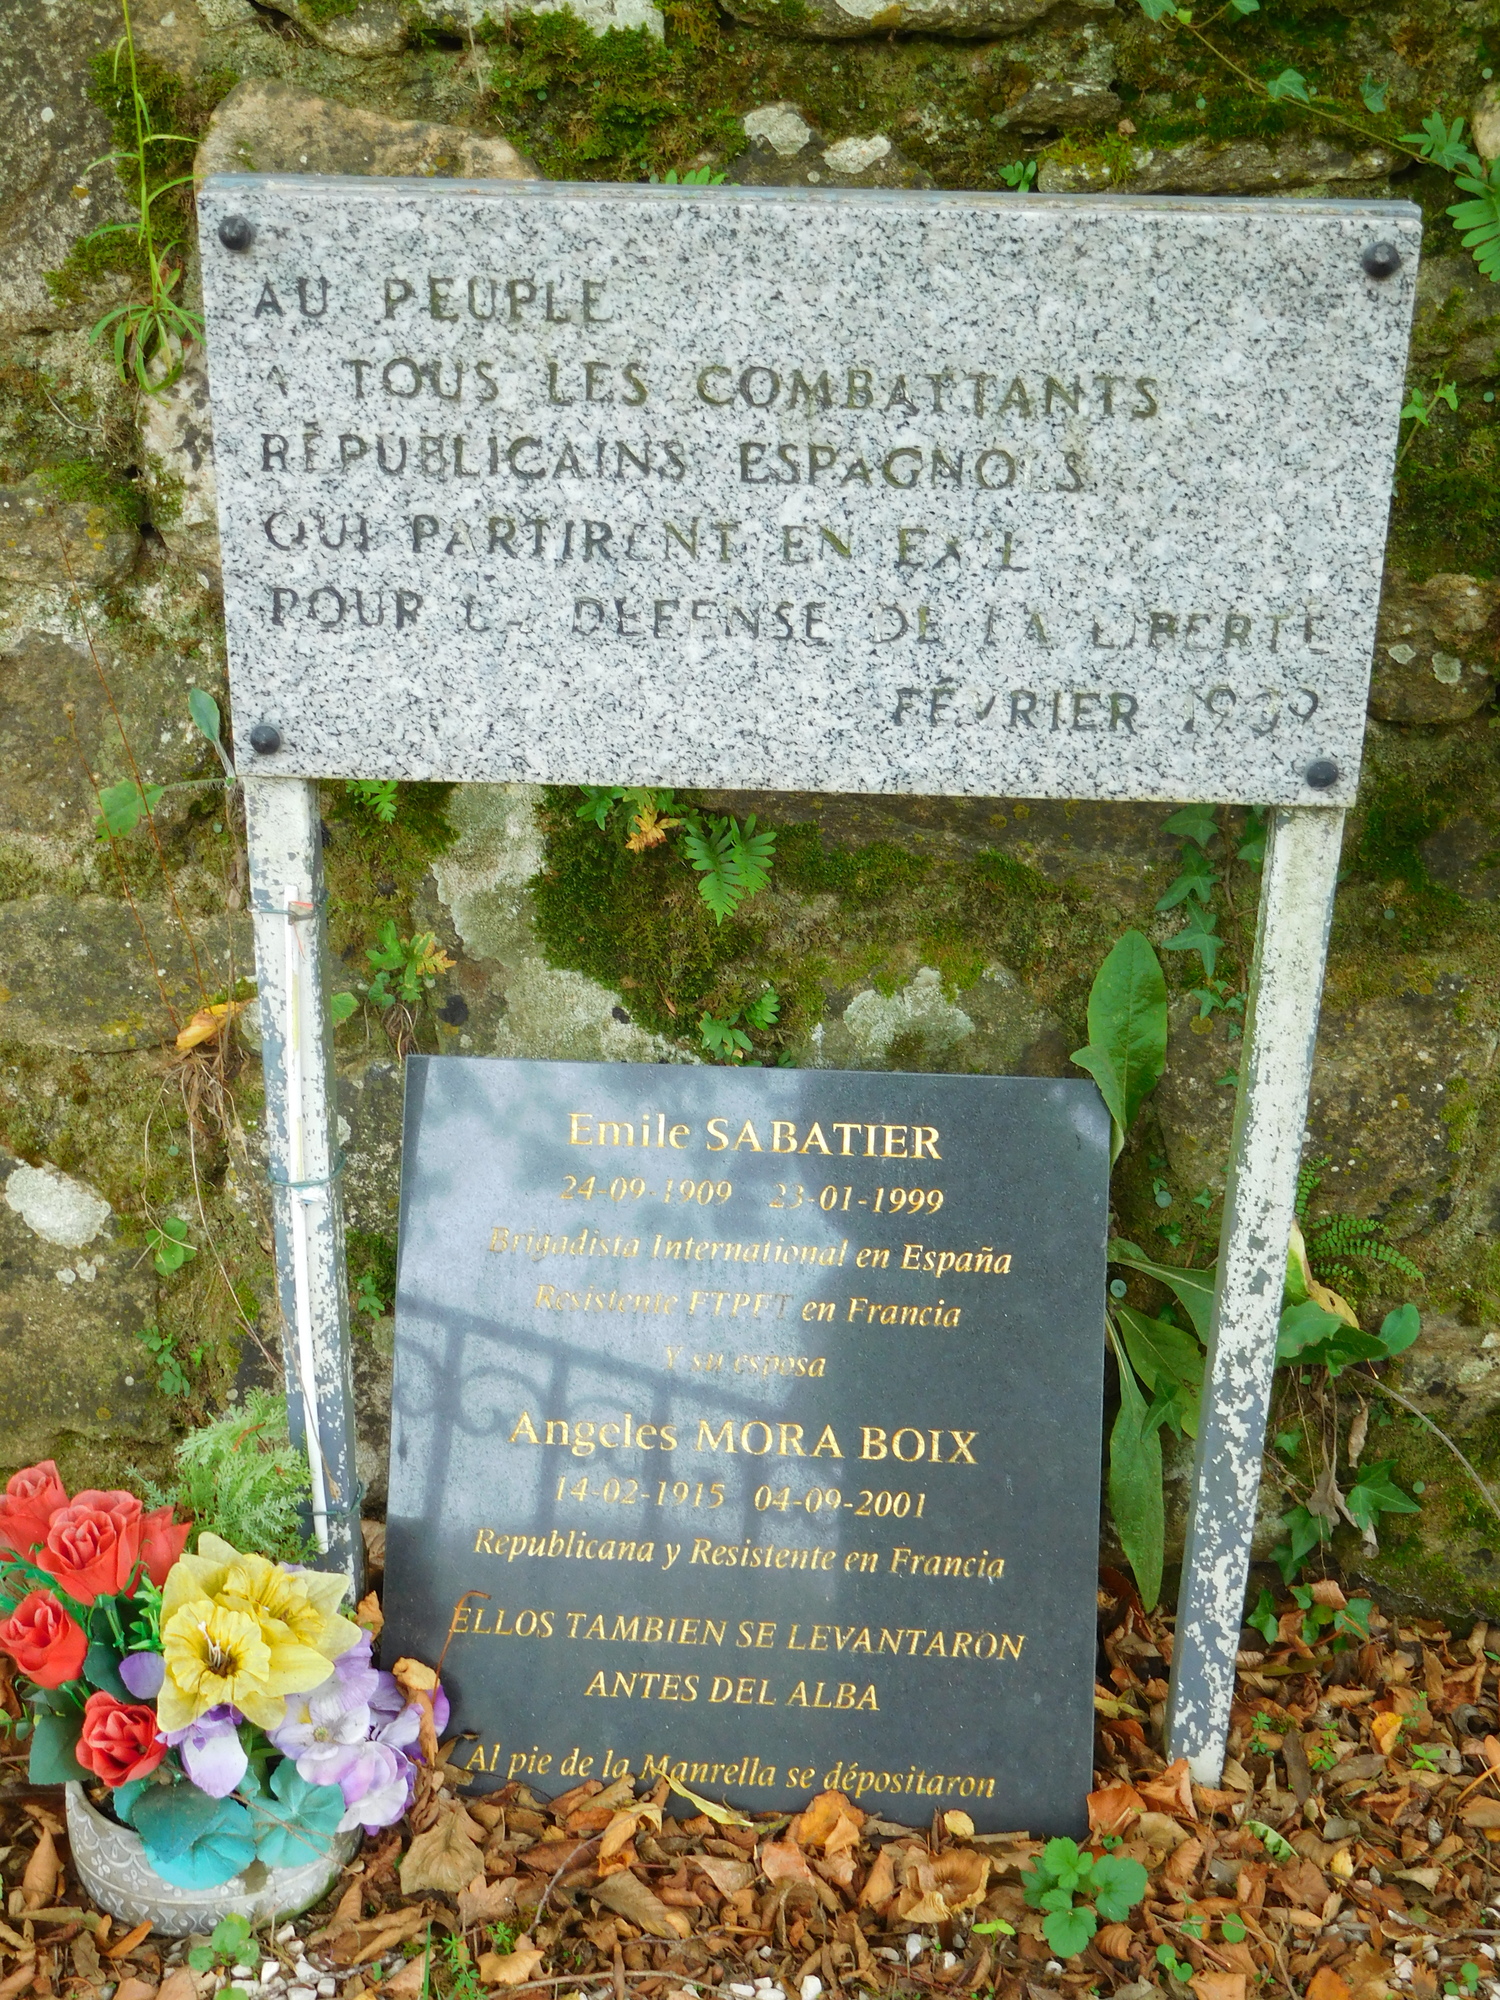 AU PEUPLE
A TOUS LES COMBATTANTS
RÉPUBLICAINS ESPAGNOLS
QUI PARTIRENT EN EXIL
POUR LA DEFENSE DE LA LIBERTÉ
FÉVRIER 1939
Emile SABATIER
24-09-1909 23-01-1999
Brigadista International en España
Resistente FTPFT en Francia
Y su esposa
Angeles MORA BOIX
14-02-1915 04-09-2001
Republicana y Resistente en Francia
ELLOS TAMBIEN SE LEVANTARON
ANTES DEL ALBA
Al pie de la Manrella se dépositaron